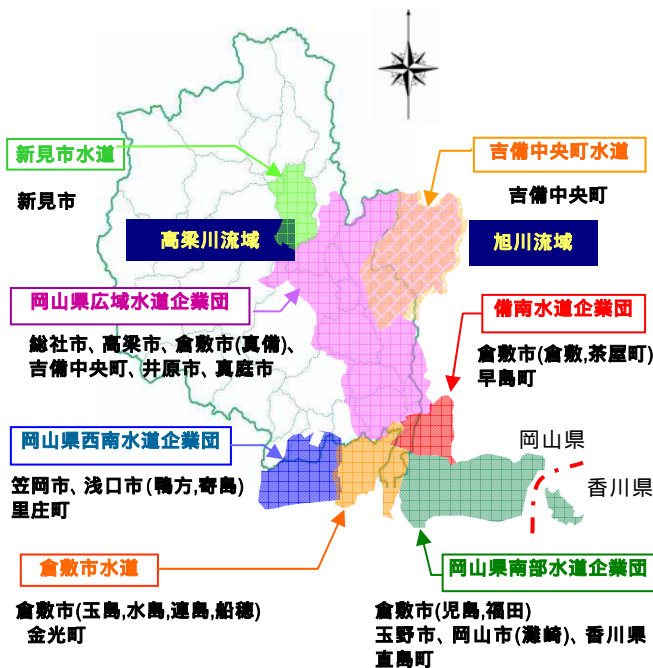 新見市水道
新見市
吉備中央町水道
吉備中央町
高梁川流域
旭川流域
岡山県広域水道企業団
総社市、高梁市、倉敷市(真備)、
吉備中央町、井原市、真庭市
備南水道企業団
倉敷市(倉敷,茶屋町)
早島町
岡山県西南水道企業団
笠岡市、浅口市(鴨方,寄島)
里庄町
岡山県
香川県
倉敷市水道
倉敷市(玉島,水島,連島,船穂)
金光町
岡山県南部水道企業団
倉敷市(児島,福田)
玉野市、岡山市(灘崎)、香川県
直島町